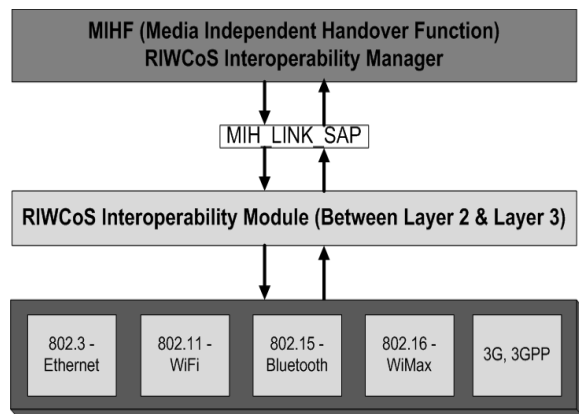 MIHF (Media Independent Handover Function)
RIWCoS Interoperability Manager
MIH_LINK_SAP
RIWCoS Interoperability Module (Between Layer 2 & Layer 3)
802.3 -
Ethernet
802.11 -
WiFi
802.15 -
Bluetooth
802.16 -
WiMax
3G, 3GPP